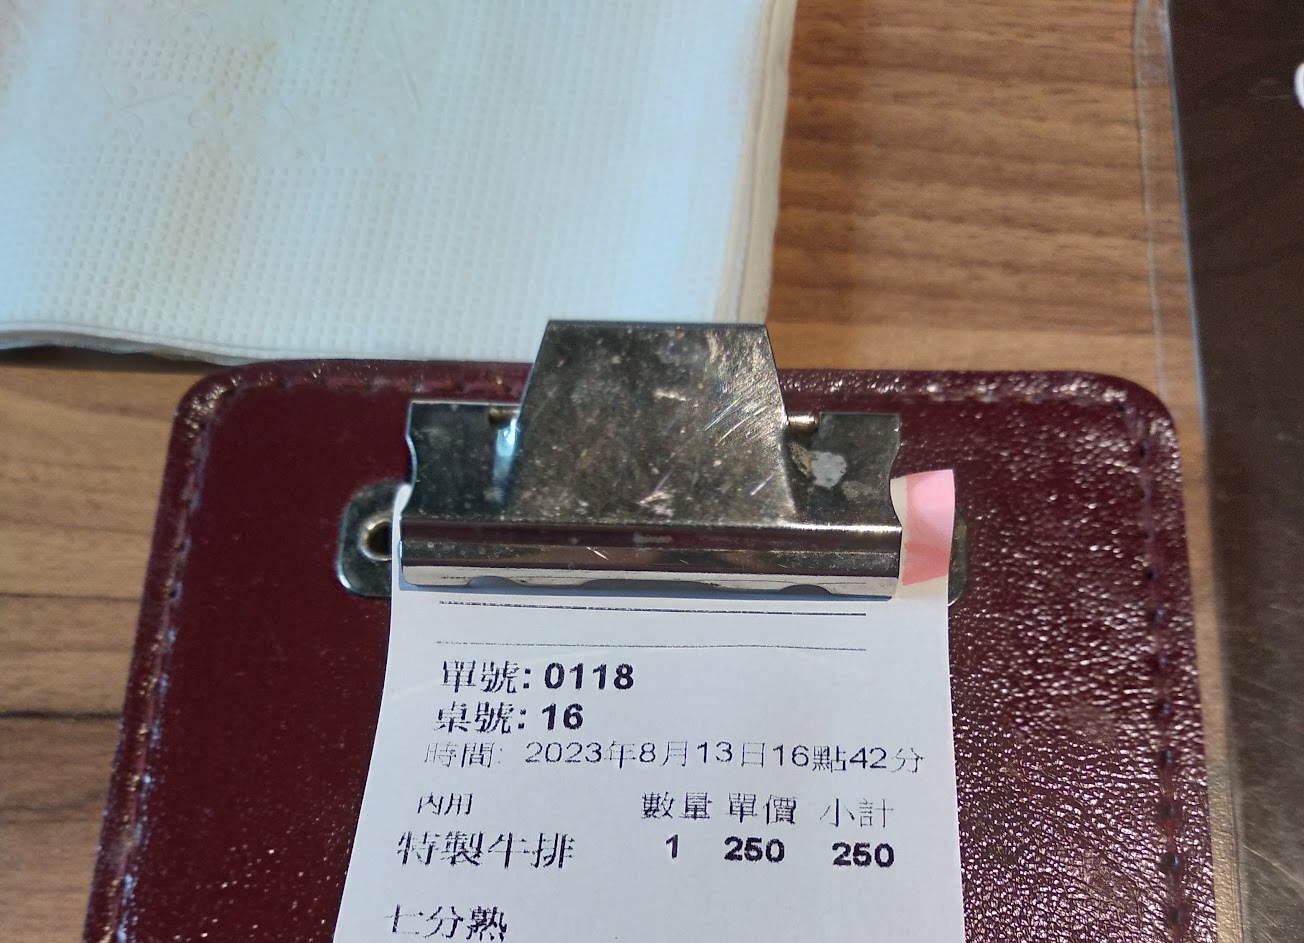 單號: 0118
桌號: 16
時間: 2023年8月13日16點42分
內用 數量 單價 小計
特製牛排 1 250 250
七分熟